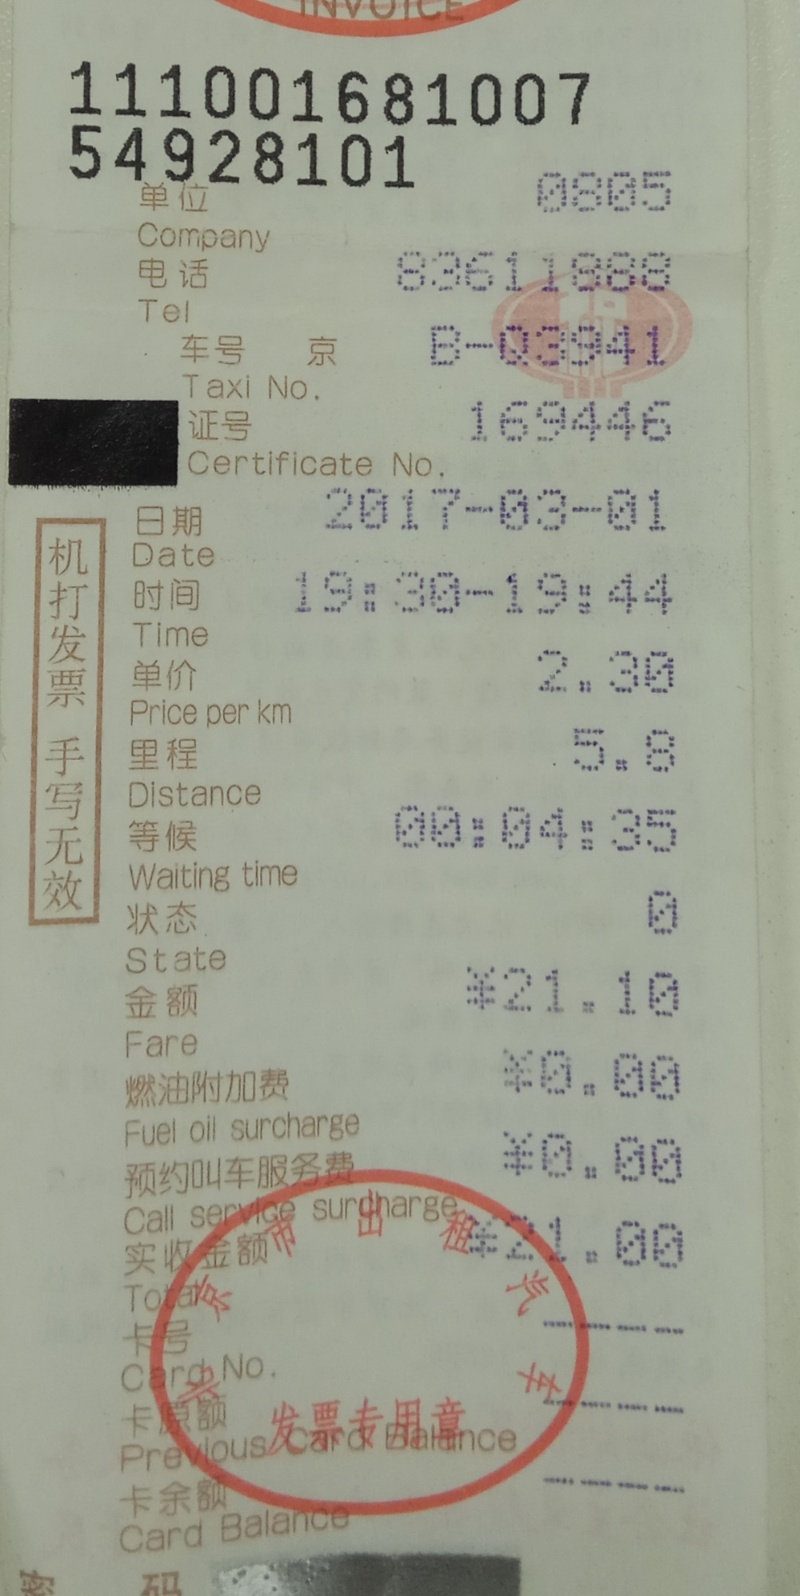 INVOICE
111001681007
54928101
单位 0805
Company
电话 83611868
Tel
车号 京 B-Q3941
Taxi No.
证号 169446
Certificate No.
日期 2017-03-01
Date
时间 19:30-19:44
Time
单价 2.30
Price per km
里程 5.8
Distance
等候 00:04:35
Waiting time
状态 0
State
金额 ¥21.10
Fare
燃油附加费 ¥0.00
Fuel oil surcharge
预约叫车服务费 ¥0.00
Call service surcharge
实收金额 ¥21.00
Total
卡号 ----
Card No.
卡原额 ----
Previous Card Balance
卡余额 ----
Card Balance
密 码
机打发票 手写无效
北京市出租汽车
发票专用章